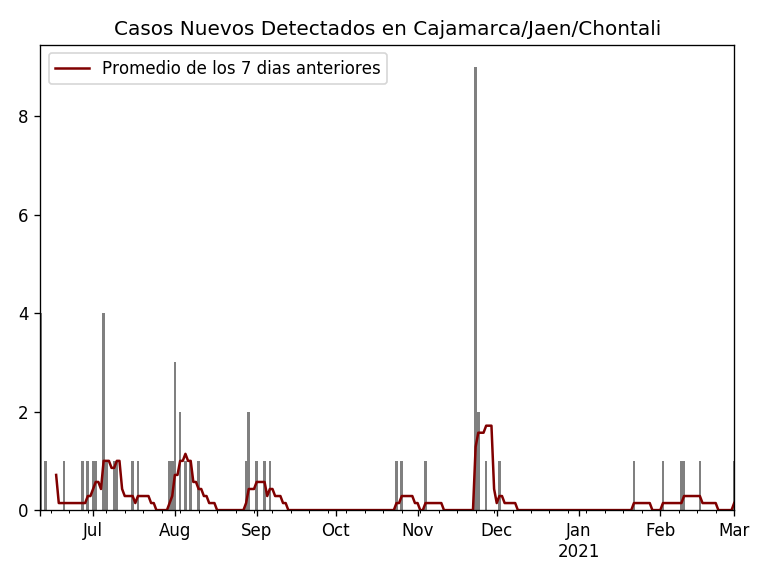 Casos Nuevos Detectados en Cajamarca/Jaen/Chontali
Promedio de los 7 dias anteriores
8
6
4
2
0
Jul Aug Sep Oct Nov Dec Jan Feb Mar
2021